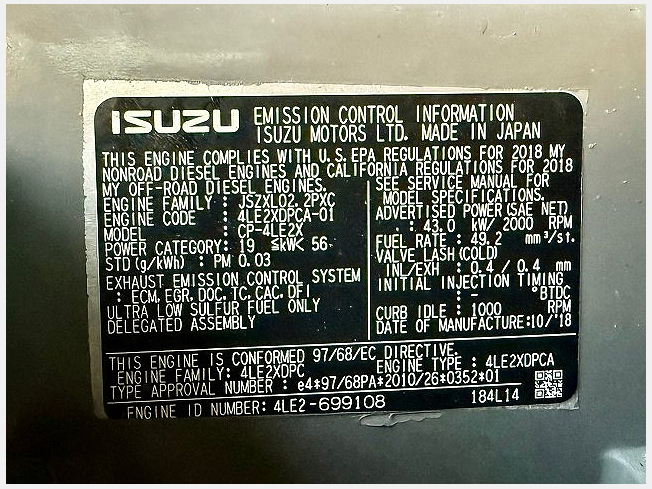 ISUZU EMISSION CONTROL INFORMATION
ISUZU MOTORS LTD. MADE IN JAPAN
THIS ENGINE COMPLIES WITH U.S.EPA REGULATIONS FOR 2018 MY
NONROAD DIESEL ENGINES AND CALIFORNIA REGULATIONS FOR 2018
MY OFF-ROAD DIESEL ENGINES.
ENGINE FAMILY : JSZXL02.2PXC
ENGINE CODE : 4LE2XDPCA-01
MODEL : CP-4LE2X
POWER CATEGORY: 19 ≤kW< 56
STD (g/kWh) : PM 0.03
EXHAUST EMISSION CONTROL SYSTEM
: ECM, EGR, DOC, TC, CAC, DFI
ULTRA LOW SULFUR FUEL ONLY
DELEGATED ASSEMBLY
SEE SERVICE MANUAL FOR
MODEL SPECIFICATIONS.
ADVERTISED POWER(SAE NET)
: 43.0 kW/ 2000 RPM
FUEL RATE : 49.2 mm³/st.
VALVE LASH(COLD)
INL/EXH : 0.4 / 0.4 mm
INITIAL INJECTION TIMING
: - °BTDC
CURB IDLE : 1000 RPM
DATE OF MANUFACTURE:10/'18
THIS ENGINE IS CONFORMED 97/68/EC DIRECTIVE.
ENGINE FAMILY: 4LE2XDPC ENGINE TYPE : 4LE2XDPCA
TYPE APPROVAL NUMBER : e4*97/68PA*2010/26*0352*01
ENGINE ID NUMBER: 4LE2-699108 184L14